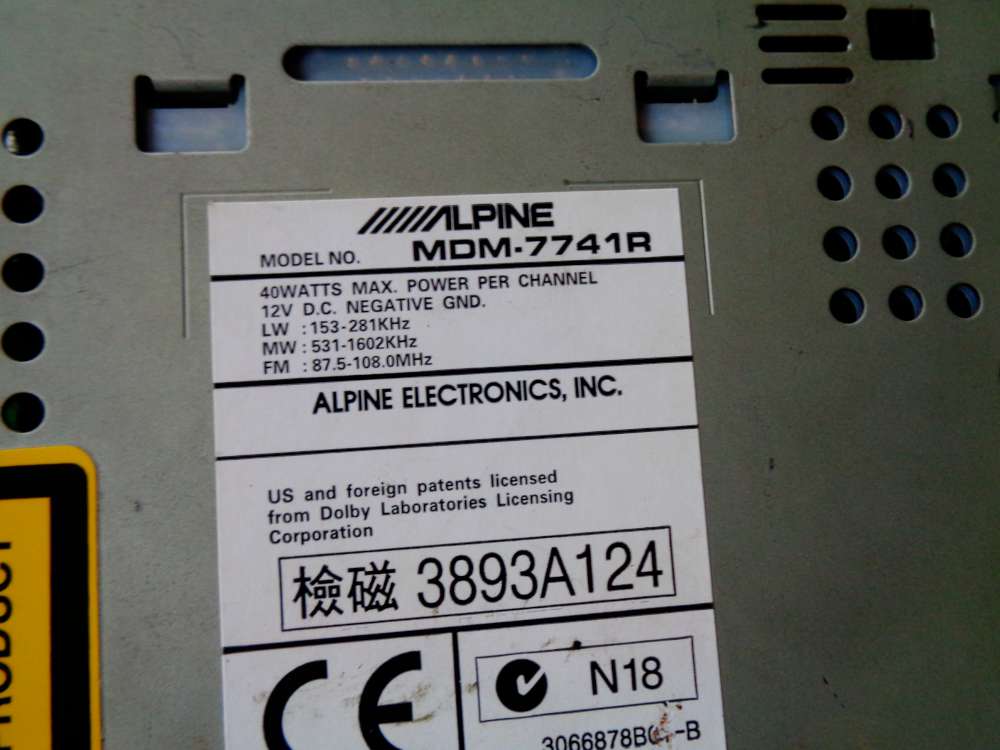 ALPINE
MODEL NO. MDM-7741R
40WATTS MAX. POWER PER CHANNEL
12V D.C. NEGATIVE GND.
LW : 153-281KHz
MW : 531-1602KHz
FM : 87.5-108.0MHz
ALPINE ELECTRONICS, INC.
US and foreign patents licensed
from Dolby Laboratories Licensing
Corporation
檢磁 3893A124
CE
N18
PRODUCT